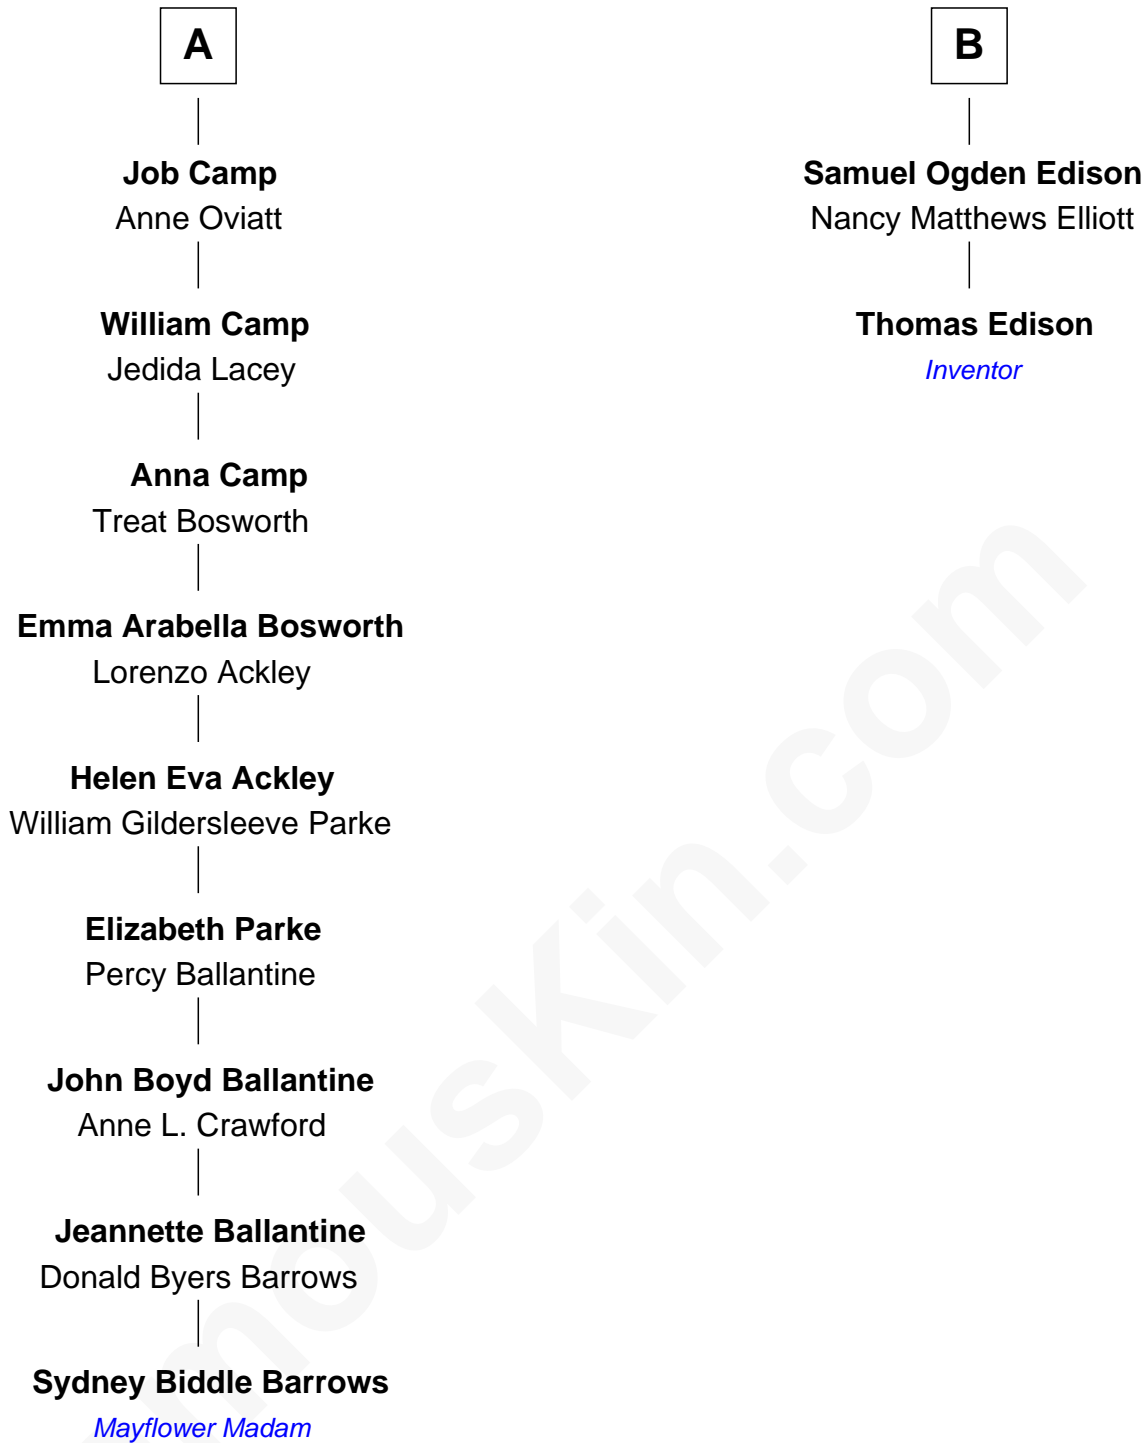 A
Job Camp
Anne Oviatt
William Camp
Jedida Lacey
Anna Camp
Treat Bosworth
Emma Arabella Bosworth
Lorenzo Ackley
Helen Eva Ackley
William Gildersleeve Parke
Elizabeth Parke
Percy Ballantine
John Boyd Ballantine
Anne L. Crawford
Jeannette Ballantine
Donald Byers Barrows
Sydney Biddle Barrows
Mayflower Madam
B
Samuel Ogden Edison
Nancy Matthews Elliott
Thomas Edison
Inventor
mouskin.com